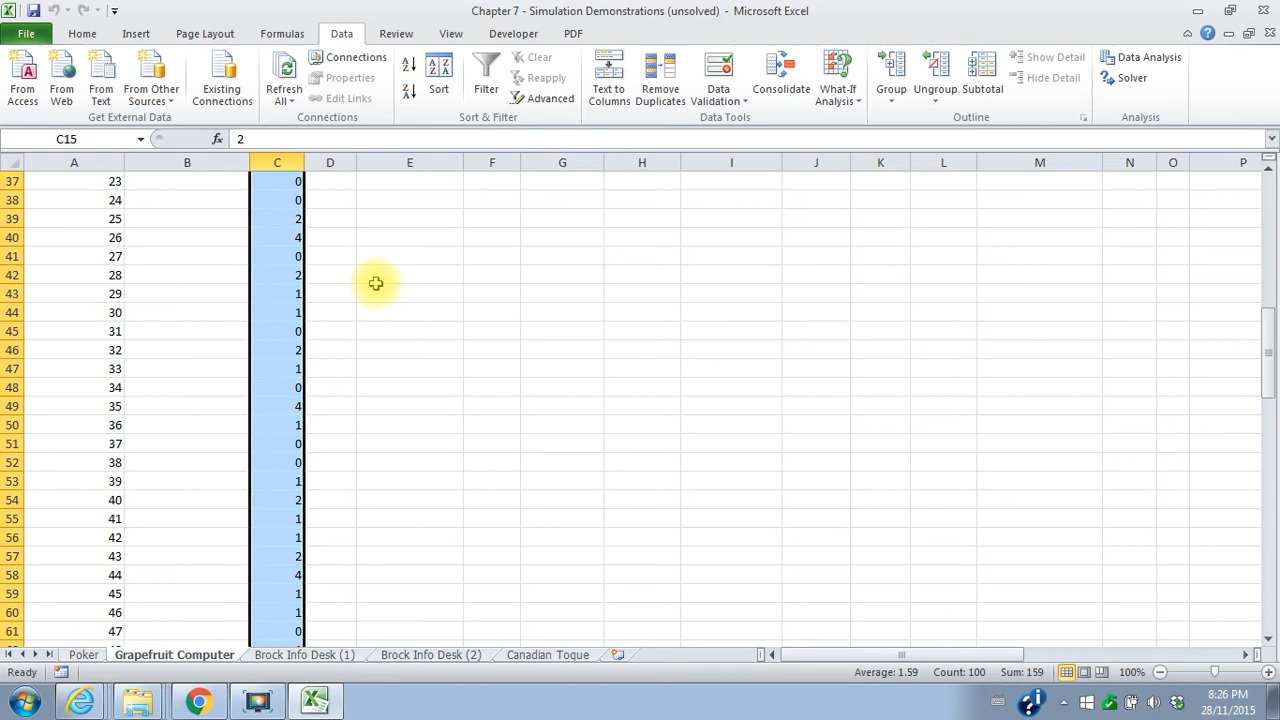 Chapter 7 - Simulation Demonstrations (unsolved) - Microsoft Excel
File Home Insert Page Layout Formulas Data Review View Developer PDF
From Access
From Web
From Text
From Other Sources
Existing Connections
Get External Data
Refresh All
Connections
Properties
Edit Links
Connections
Sort
Filter
Clear
Reapply
Advanced
Sort & Filter
Text to Columns
Remove Duplicates
Data Validation
Consolidate
What-If Analysis
Data Tools
Group
Ungroup
Subtotal
Show Detail
Hide Detail
Outline
Data Analysis
Solver
Analysis
C15 fx 2
A B C D E F G H I J K L M N O P
37 23 0
38 24 0
39 25 2
40 26 4
41 27 0
42 28 2
43 29 1
44 30 1
45 31 0
46 32 2
47 33 1
48 34 0
49 35 4
50 36 1
51 37 0
52 38 0
53 39 1
54 40 2
55 41 1
56 42 1
57 43 2
58 44 4
59 45 1
60 46 1
61 47 0
Poker Grapefruit Computer Brock Info Desk (1) Brock Info Desk (2) Canadian Toque
Ready Average: 1.59 Count: 100 Sum: 159 100%
8:26 PM
28/11/2015